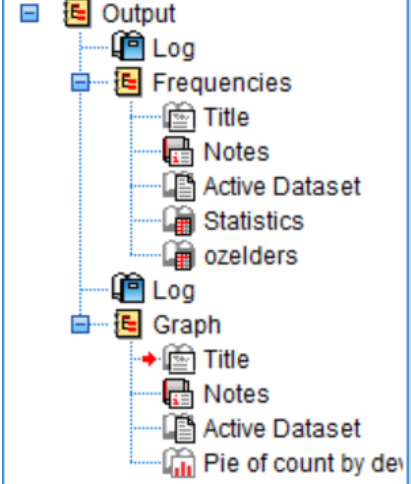 Output
Log
Frequencies
Title
Notes
Active Dataset
Statistics
ozelders
Log
Graph
Title
Notes
Active Dataset
Pie of count by dev